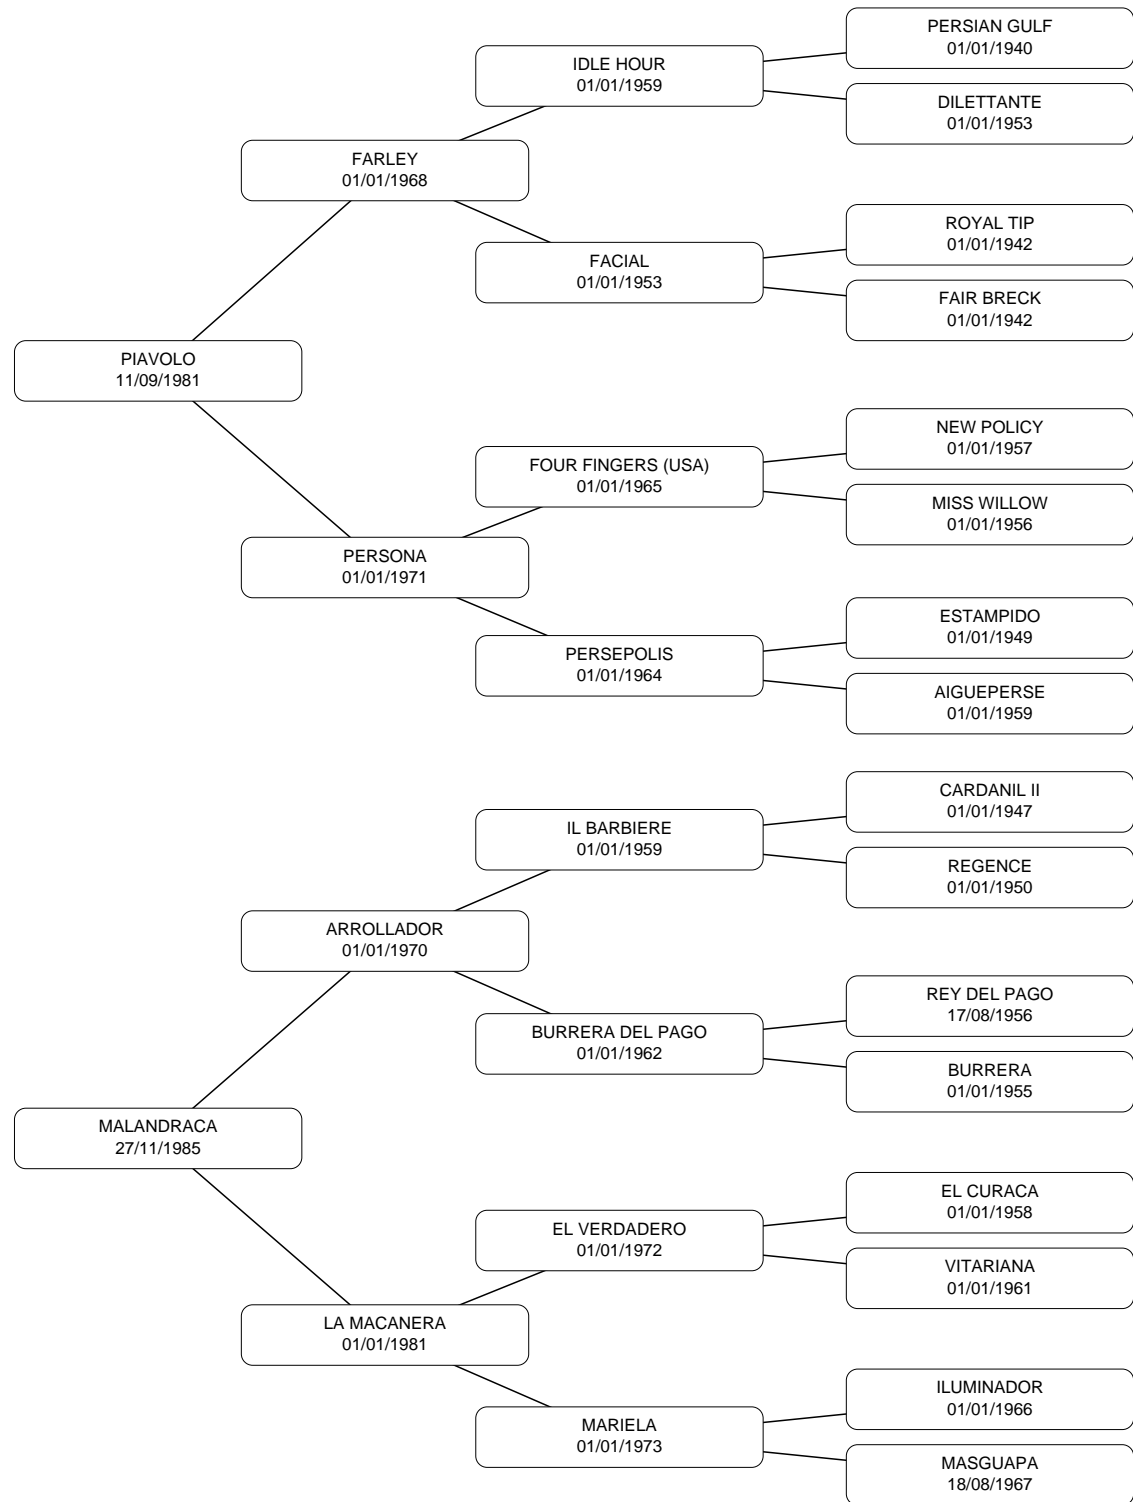 PERSIAN GULF
01/01/1940
IDLE HOUR
01/01/1959
DILETTANTE
01/01/1953
FARLEY
01/01/1968
ROYAL TIP
01/01/1942
FACIAL
01/01/1953
FAIR BRECK
01/01/1942
PIAVOLO
11/09/1981
NEW POLICY
01/01/1957
FOUR FINGERS (USA)
01/01/1965
MISS WILLOW
01/01/1956
PERSONA
01/01/1971
ESTAMPIDO
01/01/1949
PERSEPOLIS
01/01/1964
AIGUEPERSE
01/01/1959
CARDANIL II
01/01/1947
IL BARBIERE
01/01/1959
REGENCE
01/01/1950
ARROLLADOR
01/01/1970
REY DEL PAGO
17/08/1956
BURRERA DEL PAGO
01/01/1962
BURRERA
01/01/1955
MALANDRACA
27/11/1985
EL CURACA
01/01/1958
EL VERDADERO
01/01/1972
VITARIANA
01/01/1961
LA MACANERA
01/01/1981
ILUMINADOR
01/01/1966
MARIELA
01/01/1973
MASGUAPA
18/08/1967